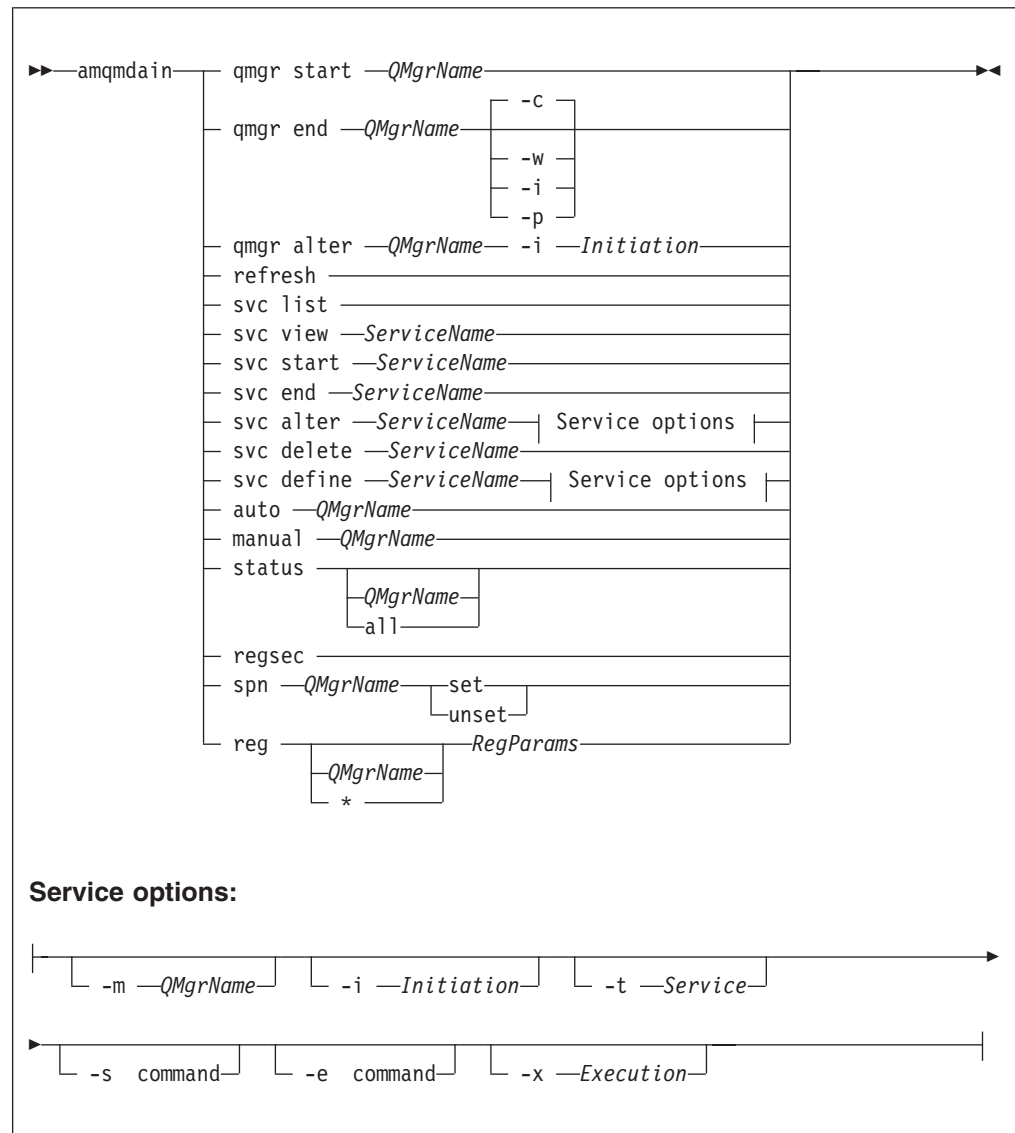 amqmdain qmgr start QMgrName
-c
qmgr end QMgrName
-w
-i
-p
qmgr alter QMgrName -i Initiation
refresh
svc list
svc view ServiceName
svc start ServiceName
svc end ServiceName
svc alter ServiceName Service options
svc delete ServiceName
svc define ServiceName Service options
auto QMgrName
manual QMgrName
status
QMgrName
all
regsec
spn QMgrName set
unset
reg RegParams
QMgrName
*
Service options:
-m QMgrName -i Initiation -t Service
-s command -e command -x Execution